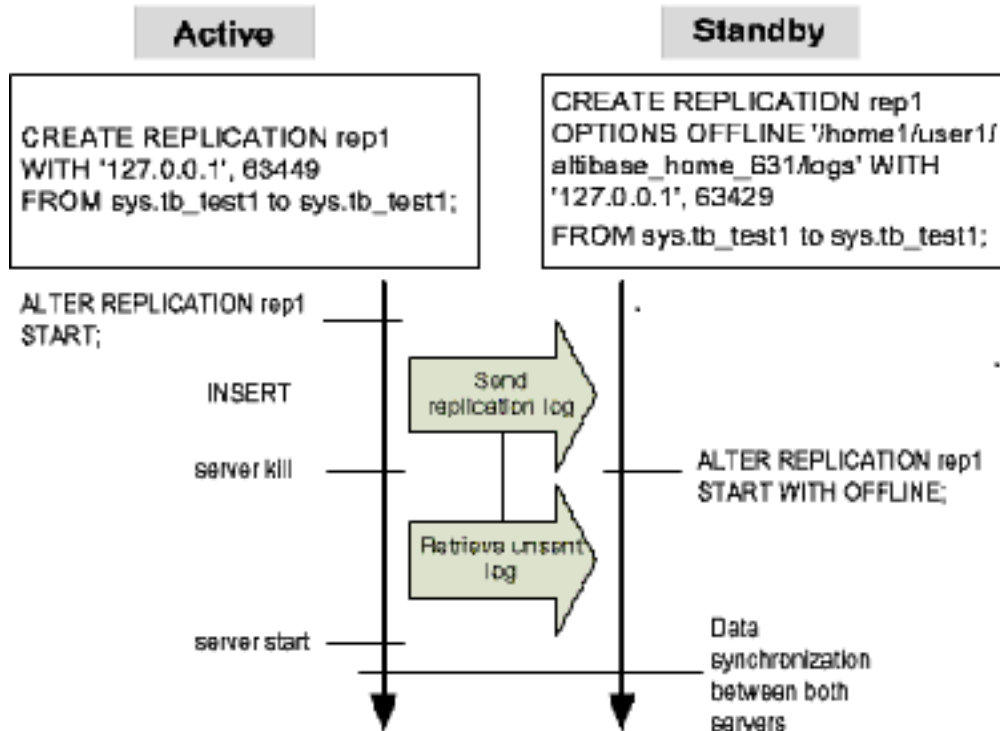 Active
Standby
CREATE REPLICATION rep1
WITH '127.0.0.1', 63449
FROM sys.tb_test1 to sys.tb_test1;
CREATE REPLICATION rep1
OPTIONS OFFLINE '/home1/user1/
altibase_home_631/logs' WITH
'127.0.0.1', 63429
FROM sys.tb_test1 to sys.tb_test1;
ALTER REPLICATION rep1
START;
Send
replication log
INSERT
server kill
ALTER REPLICATION rep1
START WITH OFFLINE;
Retrieve unsent
log
server start
Data
synchronization
between both
servers